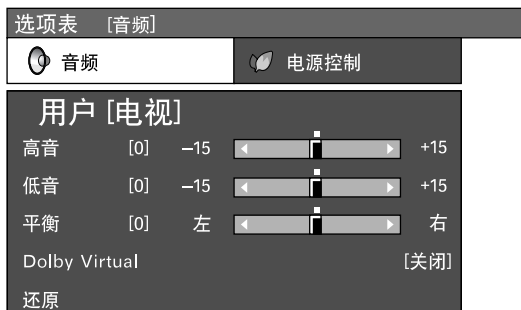 选项表 [音频]
音频 电源控制
用户 [电视]
高音 [0] –15 +15
低音 [0] –15 +15
平衡 [0] 左 右
Dolby Virtual [关闭]
还原